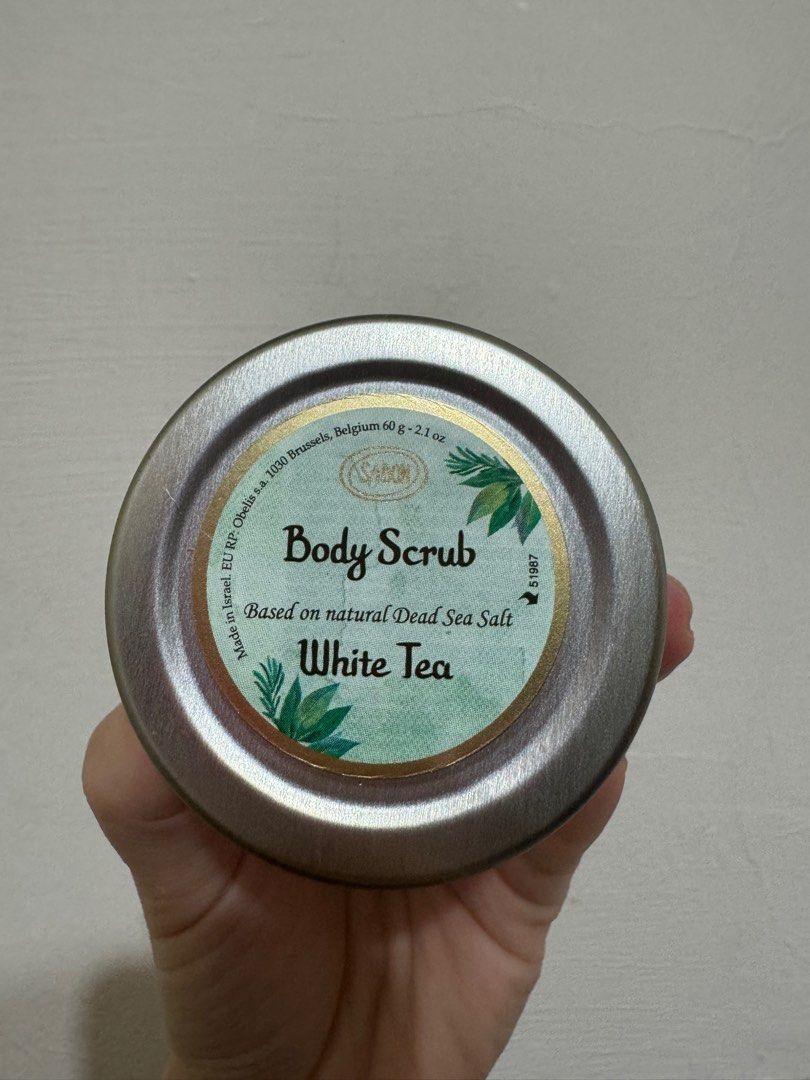 Made in Israel. EU RP: Obelis s.a. 1030 Brussels, Belgium 60 g - 2.1 oz
SABON
Body Scrub
51987
Based on natural Dead Sea Salt
White Tea